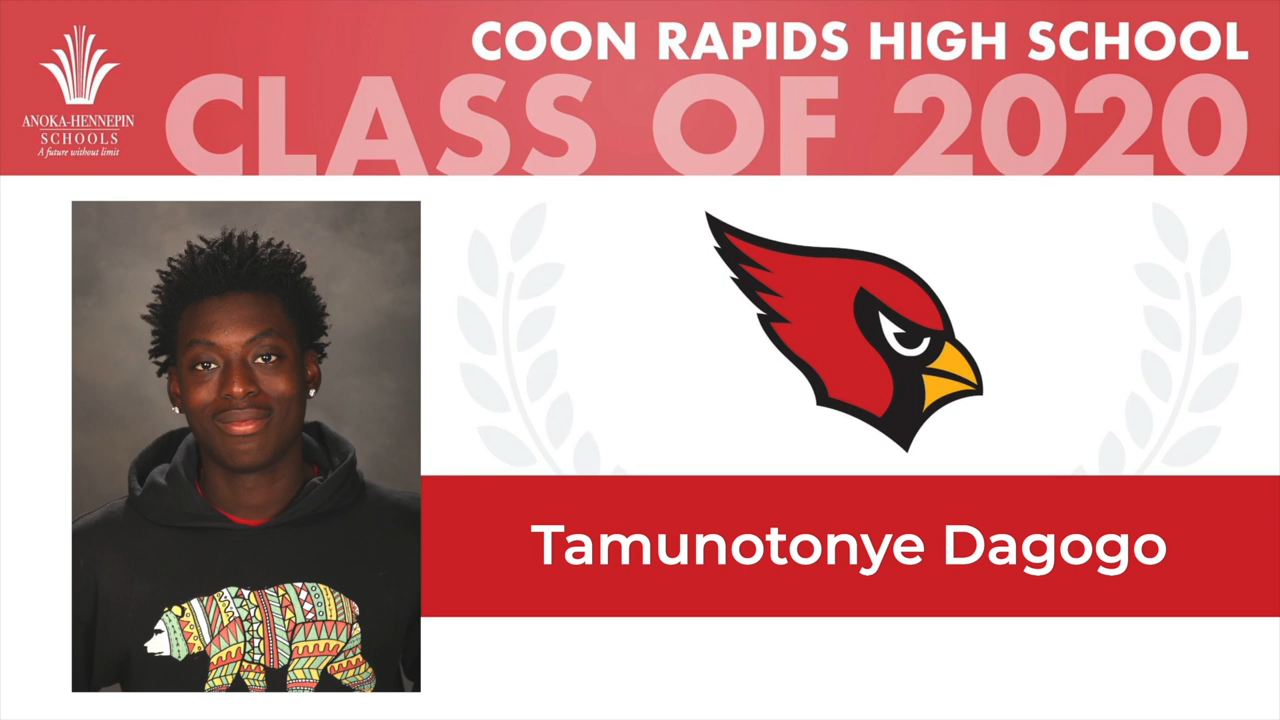 COON RAPIDS HIGH SCHOOL
CLASS OF 2020
ANOKA-HENNEPIN
SCHOOLS
A future without limit
Tamunotonye Dagogo